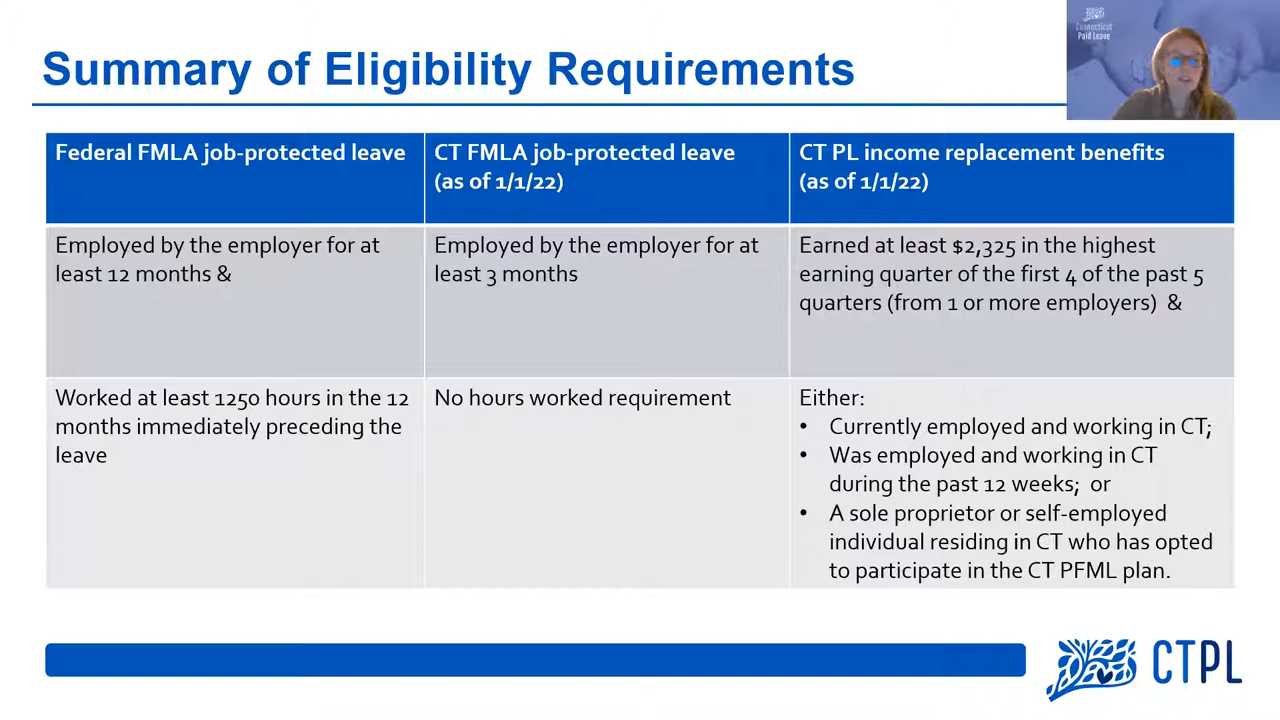 Summary of Eligibility Requirements
Connecticut
Paid Leave
Federal FMLA job-protected leave
CT FMLA job-protected leave
(as of 1/1/22)
CT PL income replacement benefits
(as of 1/1/22)
Employed by the employer for at
least 12 months &
Employed by the employer for at
least 3 months
Earned at least $2,325 in the highest
earning quarter of the first 4 of the past 5
quarters (from 1 or more employers) &
Worked at least 1250 hours in the 12
months immediately preceding the
leave
No hours worked requirement
Either:
• Currently employed and working in CT;
• Was employed and working in CT
during the past 12 weeks; or
• A sole proprietor or self-employed
individual residing in CT who has opted
to participate in the CT PFML plan.
CTPL